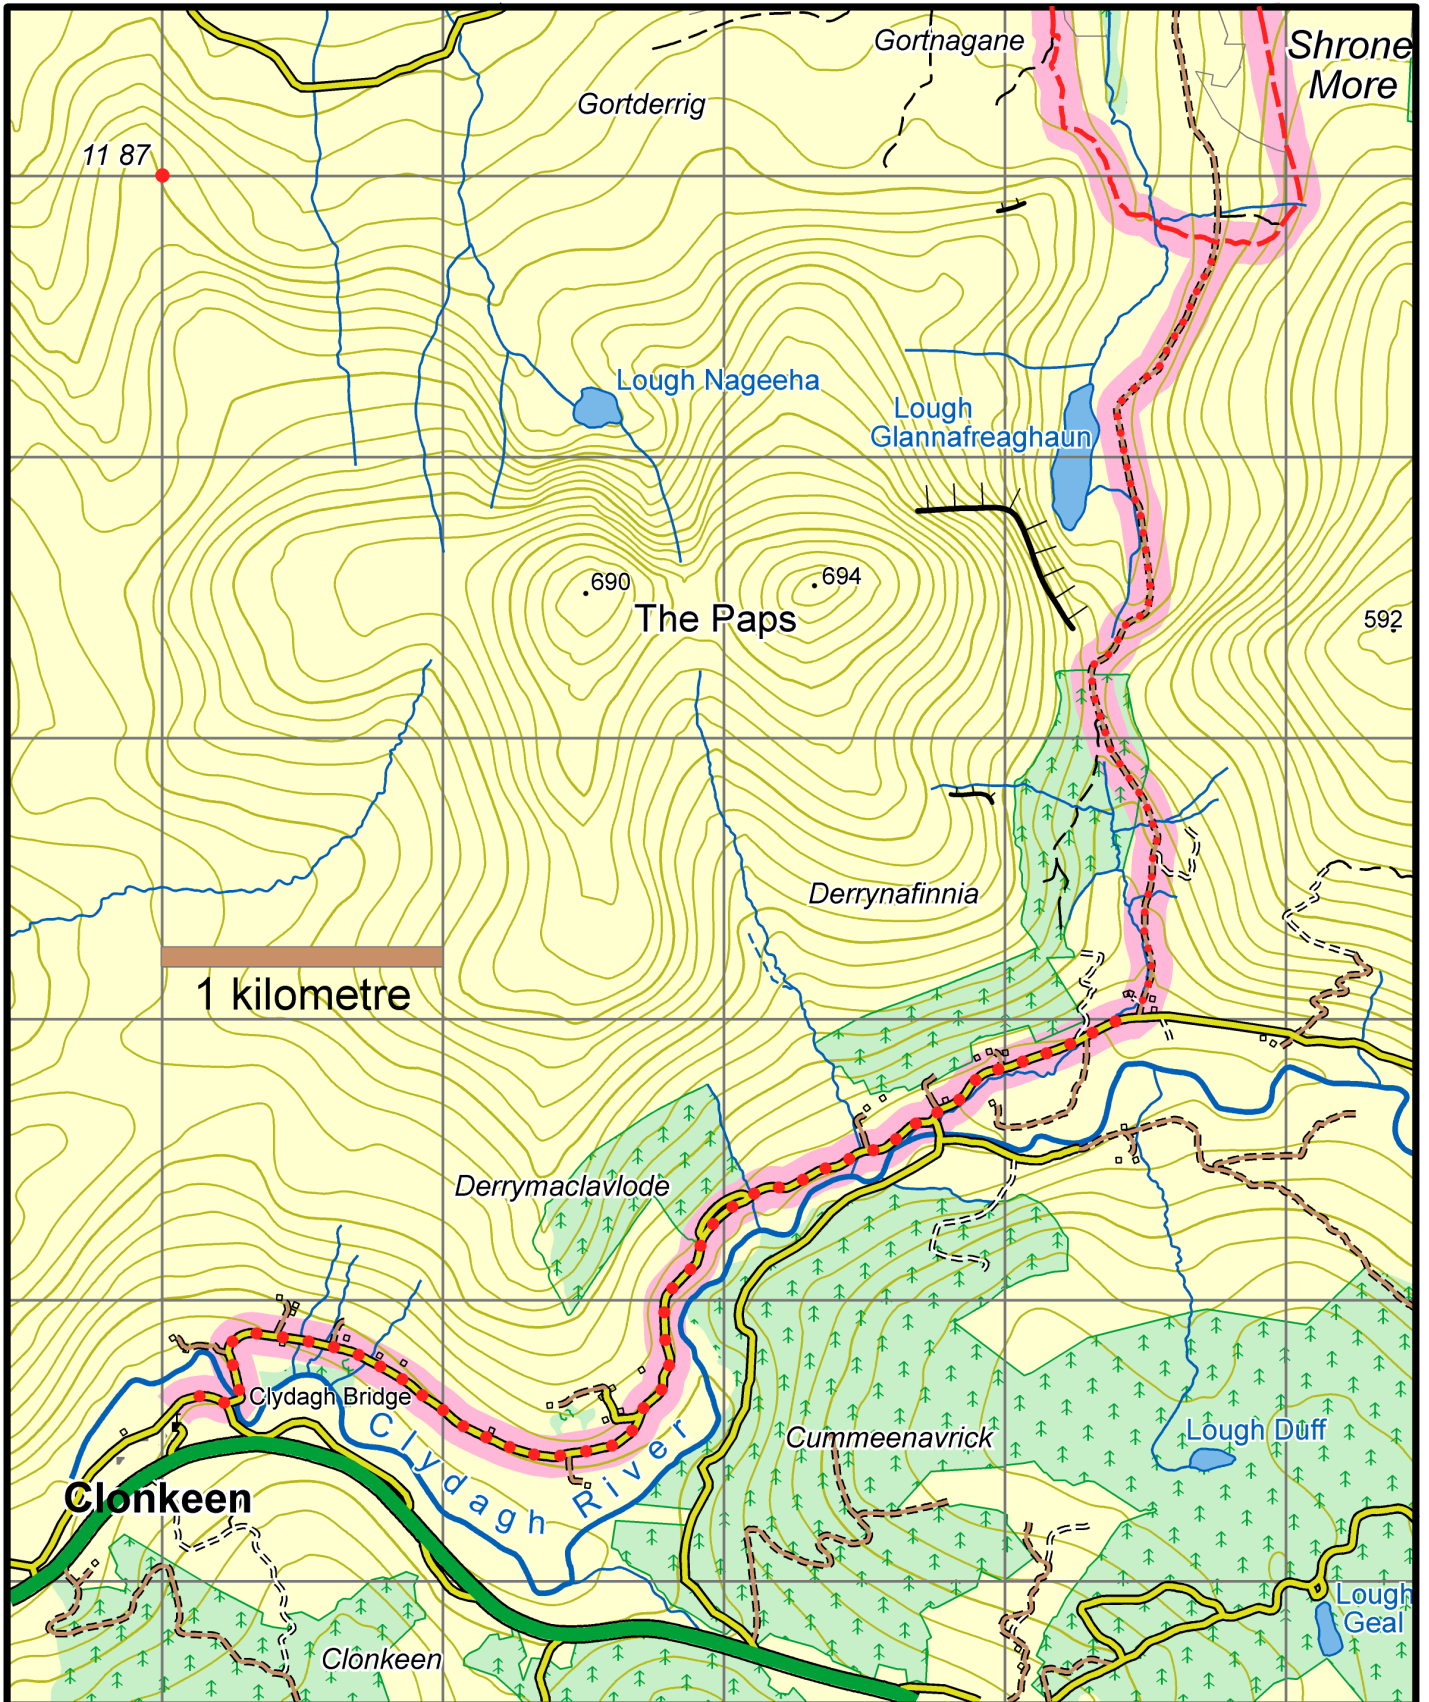 Gortnagane
Shrone
More
Gortderrig
11 87
Lough Nageeha
Lough
Glannafreaghaun
690
694
The Paps
592
Derrynafinnia
1 kilometre
Derrymaclavlode
Clydagh Bridge
Clydagh River
Cummeenavrick
Lough Duff
Clonkeen
Lough
Geal
Clonkeen